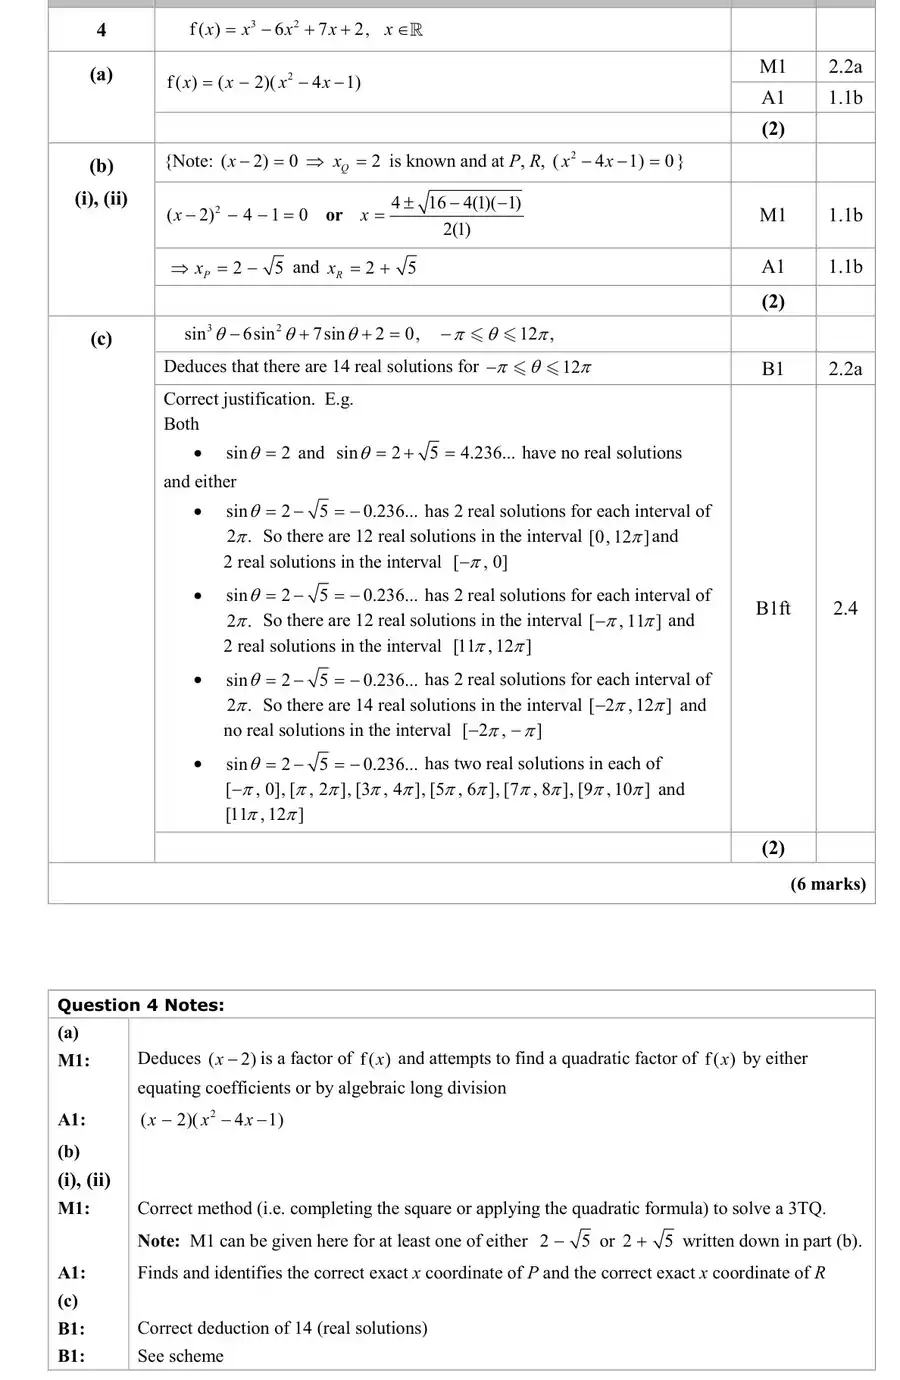 4 f(x) = x³ − 6x² + 7x + 2, x ∈ ℝ
(a) f(x) = (x − 2)(x² − 4x − 1) M1 2.2a
A1 1.1b
(2)
(b) {Note: (x − 2) = 0 ⇒ x_Q = 2 is known and at P, R, (x² − 4x − 1) = 0}
(i), (ii) (x − 2)² − 4 − 1 = 0 or x = (4 ± √(16 − 4(1)(−1)))/(2(1)) M1 1.1b
⇒ x_P = 2 − √5 and x_R = 2 + √5 A1 1.1b
(2)
(c) sin³ θ − 6sin² θ + 7sin θ + 2 = 0, −π ⩽ θ ⩽ 12π,
Deduces that there are 14 real solutions for −π ⩽ θ ⩽ 12π B1 2.2a
Correct justification. E.g.
Both
• sin θ = 2 and sin θ = 2 + √5 = 4.236... have no real solutions
and either
• sin θ = 2 − √5 = −0.236... has 2 real solutions for each interval of
2π. So there are 12 real solutions in the interval [0, 12π] and
2 real solutions in the interval [−π, 0]
• sin θ = 2 − √5 = −0.236... has 2 real solutions for each interval of
2π. So there are 12 real solutions in the interval [−π, 11π] and B1ft 2.4
2 real solutions in the interval [11π, 12π]
• sin θ = 2 − √5 = −0.236... has 2 real solutions for each interval of
2π. So there are 14 real solutions in the interval [−2π, 12π] and
no real solutions in the interval [−2π, −π]
• sin θ = 2 − √5 = −0.236... has two real solutions in each of
[−π, 0], [π, 2π], [3π, 4π], [5π, 6π], [7π, 8π], [9π, 10π] and
[11π, 12π]
(2)
(6 marks)
Question 4 Notes:
(a)
M1: Deduces (x − 2) is a factor of f(x) and attempts to find a quadratic factor of f(x) by either
equating coefficients or by algebraic long division
A1: (x − 2)(x² − 4x − 1)
(b)
(i), (ii)
M1: Correct method (i.e. completing the square or applying the quadratic formula) to solve a 3TQ.
Note: M1 can be given here for at least one of either 2 − √5 or 2 + √5 written down in part (b).
A1: Finds and identifies the correct exact x coordinate of P and the correct exact x coordinate of R
(c)
B1: Correct deduction of 14 (real solutions)
B1: See scheme